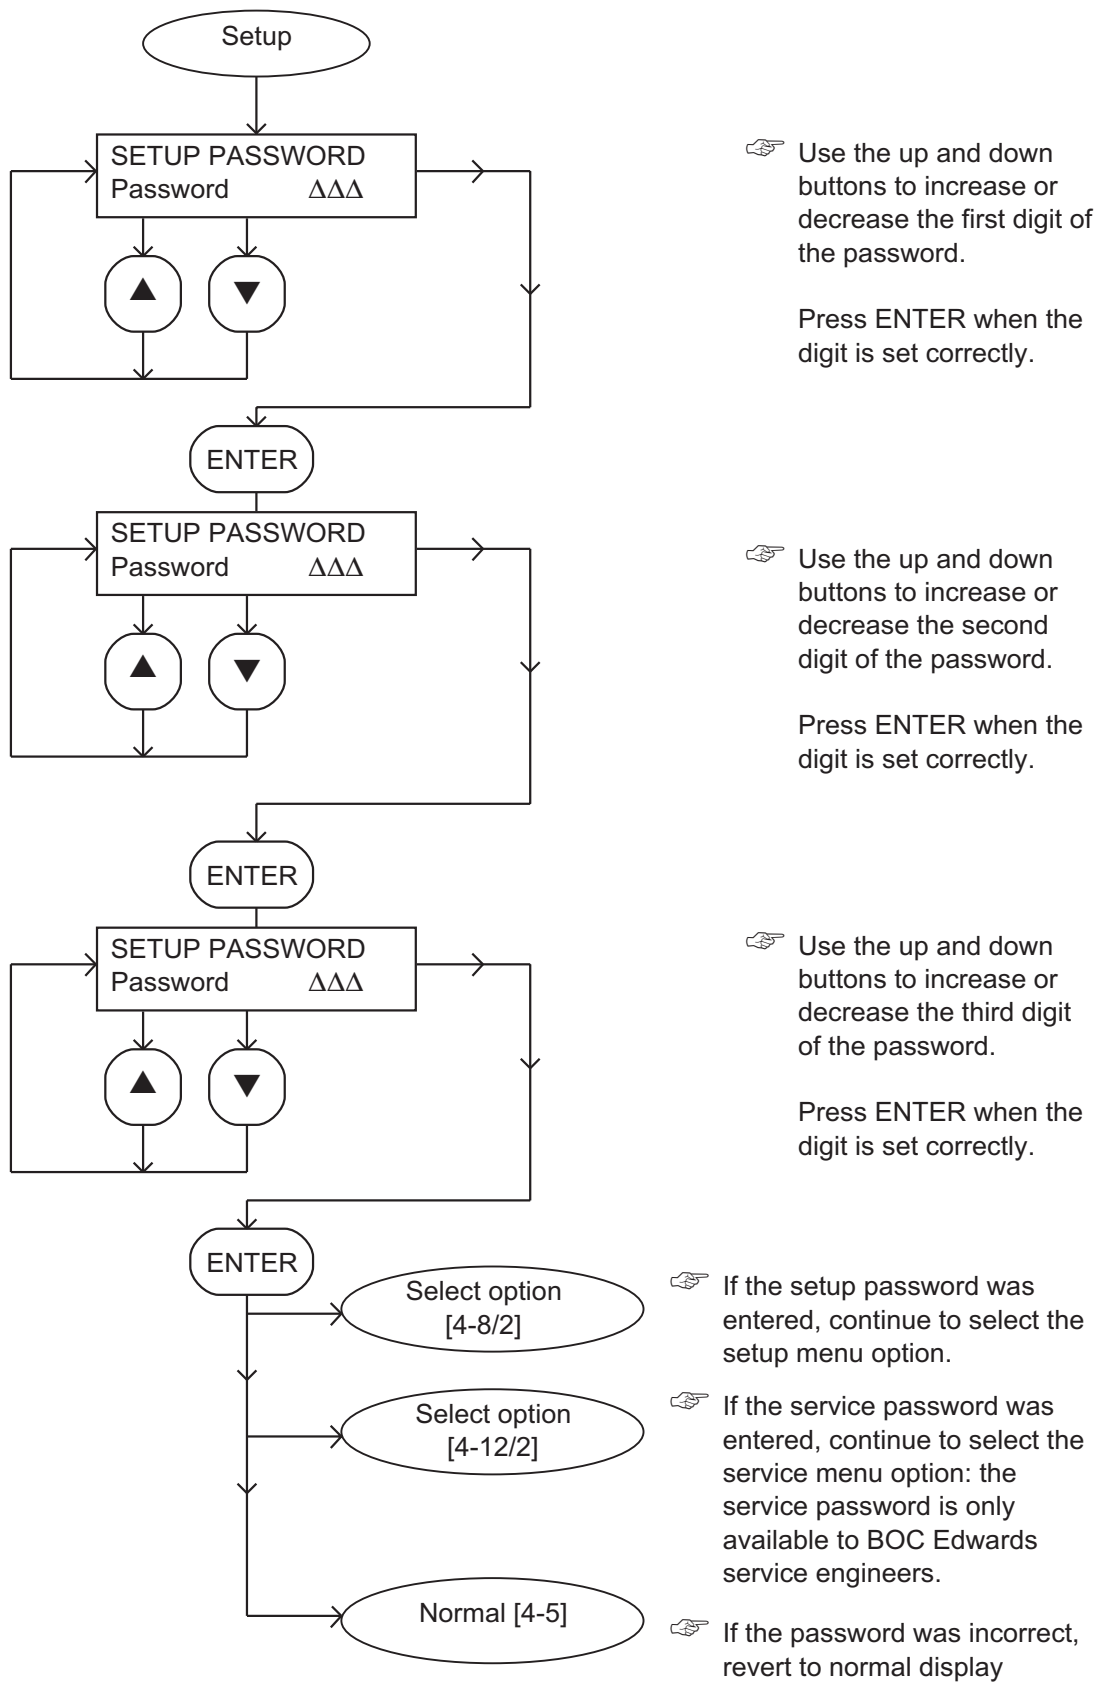 Setup
SETUP PASSWORD
Password ΔΔΔ
▲ ▼
☞ Use the up and down
buttons to increase or
decrease the first digit of
the password.
Press ENTER when the
digit is set correctly.
ENTER
SETUP PASSWORD
Password ΔΔΔ
▲ ▼
☞ Use the up and down
buttons to increase or
decrease the second
digit of the password.
Press ENTER when the
digit is set correctly.
ENTER
SETUP PASSWORD
Password ΔΔΔ
▲ ▼
☞ Use the up and down
buttons to increase or
decrease the third digit
of the password.
Press ENTER when the
digit is set correctly.
ENTER
Select option
[4-8/2]
☞ If the setup password was
entered, continue to select the
setup menu option.
Select option
[4-12/2]
☞ If the service password was
entered, continue to select the
service menu option: the
service password is only
available to BOC Edwards
service engineers.
Normal [4-5]
☞ If the password was incorrect,
revert to normal display